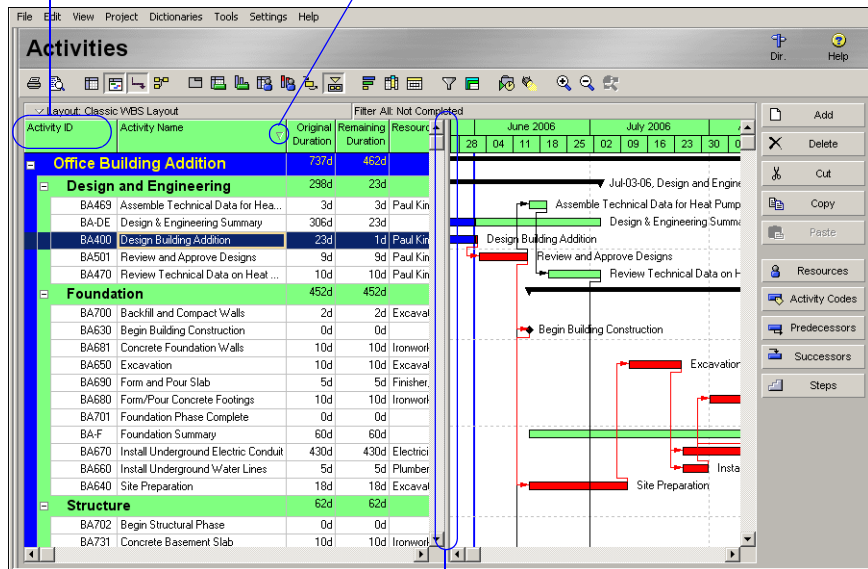 File Edit View Project Dictionaries Tools Settings Help
Activities
Dir. Help
Layout: Classic WBS Layout Filter All: Not Completed
Activity ID Activity Name Original Duration Remaining Duration Resourc
June 2006 July 2006
28 04 11 18 25 02 09 16 23 30
Office Building Addition 737d 462d
Design and Engineering 298d 23d Jul-03-06, Design and Engine
BA469 Assemble Technical Data for Hea... 3d 3d Paul Kin Assemble Technical Data for Heat Pump
BA-DE Design & Engineering Summary 306d 23d Design & Engineering Summa
BA400 Design Building Addition 23d 1d Paul Kin Design Building Addition
BA501 Review and Approve Designs 9d 9d Paul Kin Review and Approve Designs
BA470 Review Technical Data on Heat ... 10d 10d Paul Kin Review Technical Data on H
Foundation 452d 452d
BA700 Backfill and Compact Walls 2d 2d Excavat
BA630 Begin Building Construction 0d 0d Begin Building Construction
BA681 Concrete Foundation Walls 10d 10d Ironwork
BA650 Excavation 10d 10d Excavat Excavation
BA690 Form and Pour Slab 5d 5d Finisher,
BA680 Form/Pour Concrete Footings 10d 10d Ironwork
BA701 Foundation Phase Complete 0d 0d
BA-F Foundation Summary 60d 60d
BA670 Install Underground Electric Conduit 430d 430d Electrici
BA660 Install Underground Water Lines 5d 5d Plumber Insta
BA640 Site Preparation 18d 18d Excavat Site Preparation
Structure 62d 62d
BA702 Begin Structural Phase 0d 0d
BA731 Concrete Basement Slab 10d 10d Ironwork
Add
Delete
Cut
Copy
Paste
Resources
Activity Codes
Predecessors
Successors
Steps